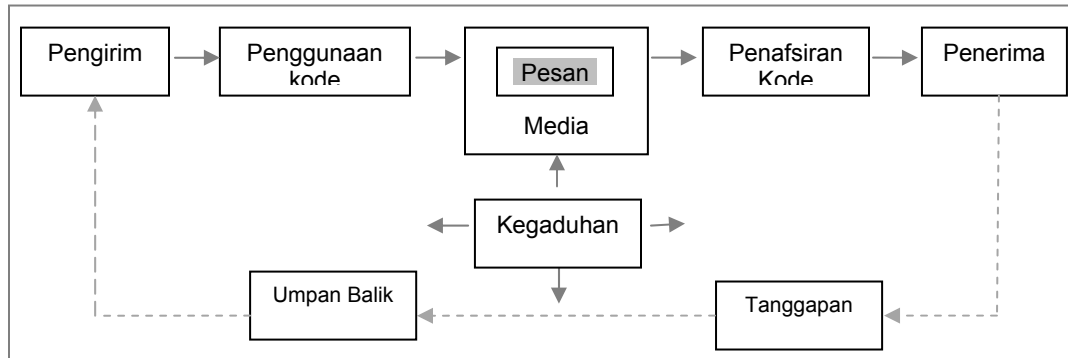 Pengirim
Penggunaan
kode
Pesan
Media
Penafsiran
Kode
Penerima
Kegaduhan
Umpan Balik
Tanggapan